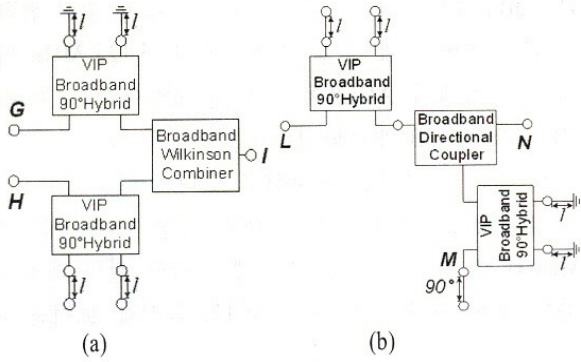 l l
VIP
Broadband
90°Hybrid
G
Broadband
Wilkinson
Combiner
I
H
VIP
Broadband
90°Hybrid
l l
(a)
l l
VIP
Broadband
90°Hybrid
L
Broadband
Directional
Coupler
N
VIP
Broadband
90°Hybrid
l
l
M
90°
(b)